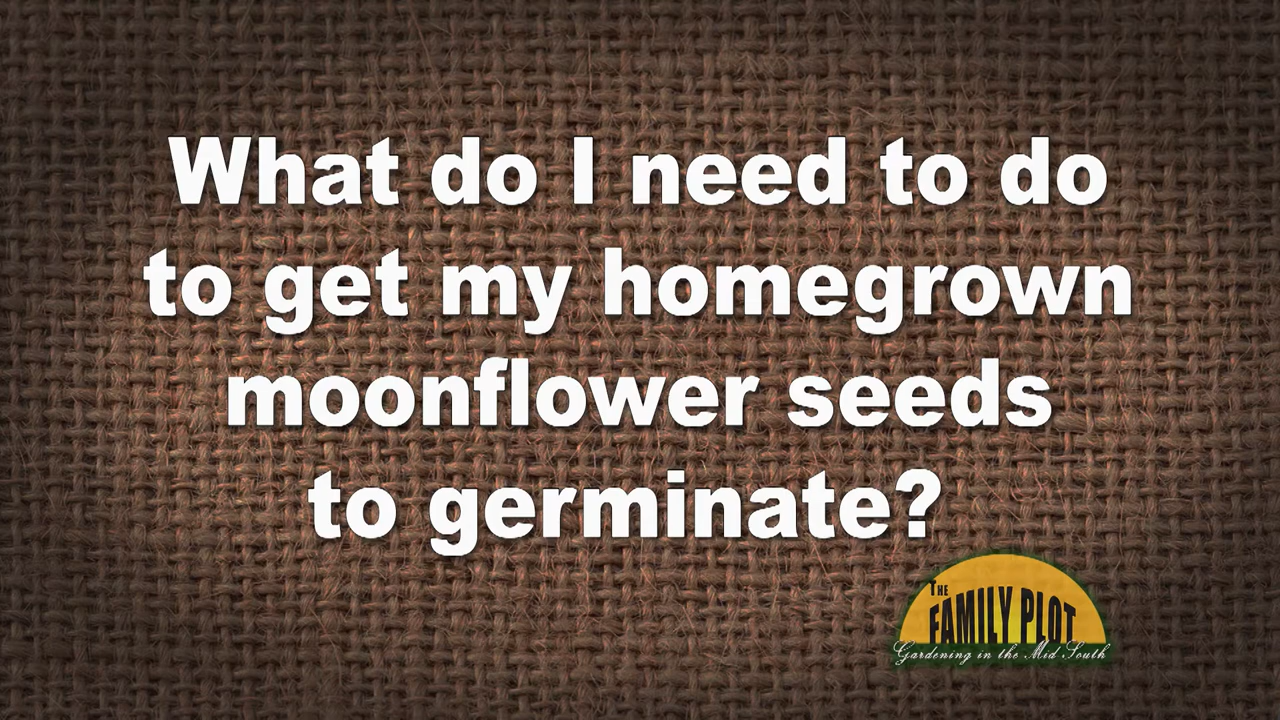 What do I need to do
to get my homegrown
moonflower seeds
to germinate?
THE
FAMILY PLOT
Gardening in the Mid South